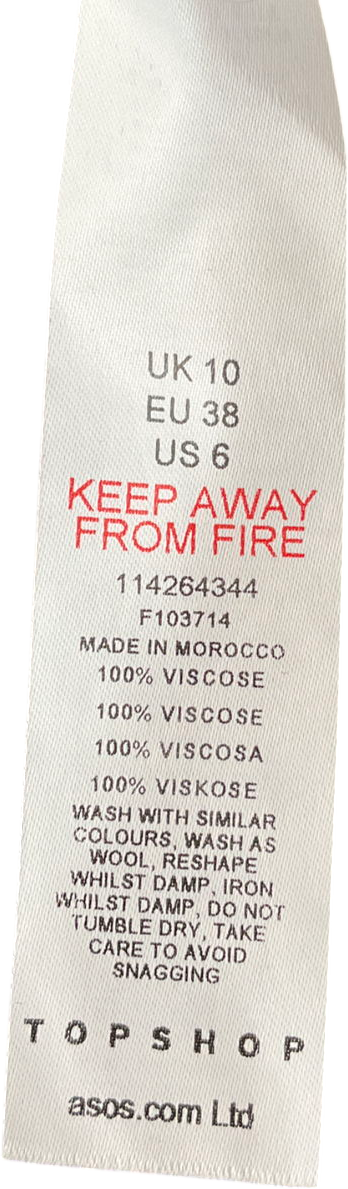 UK 10
EU 38
US 6
KEEP AWAY
FROM FIRE
114264344
F103714
MADE IN MOROCCO
100% VISCOSE
100% VISCOSE
100% VISCOSA
100% VISKOSE
WASH WITH SIMILAR
COLOURS, WASH AS
WOOL, RESHAPE
WHILST DAMP, IRON
WHILST DAMP, DO NOT
TUMBLE DRY, TAKE
CARE TO AVOID
SNAGGING
TOPSHOP
asos.com Ltd